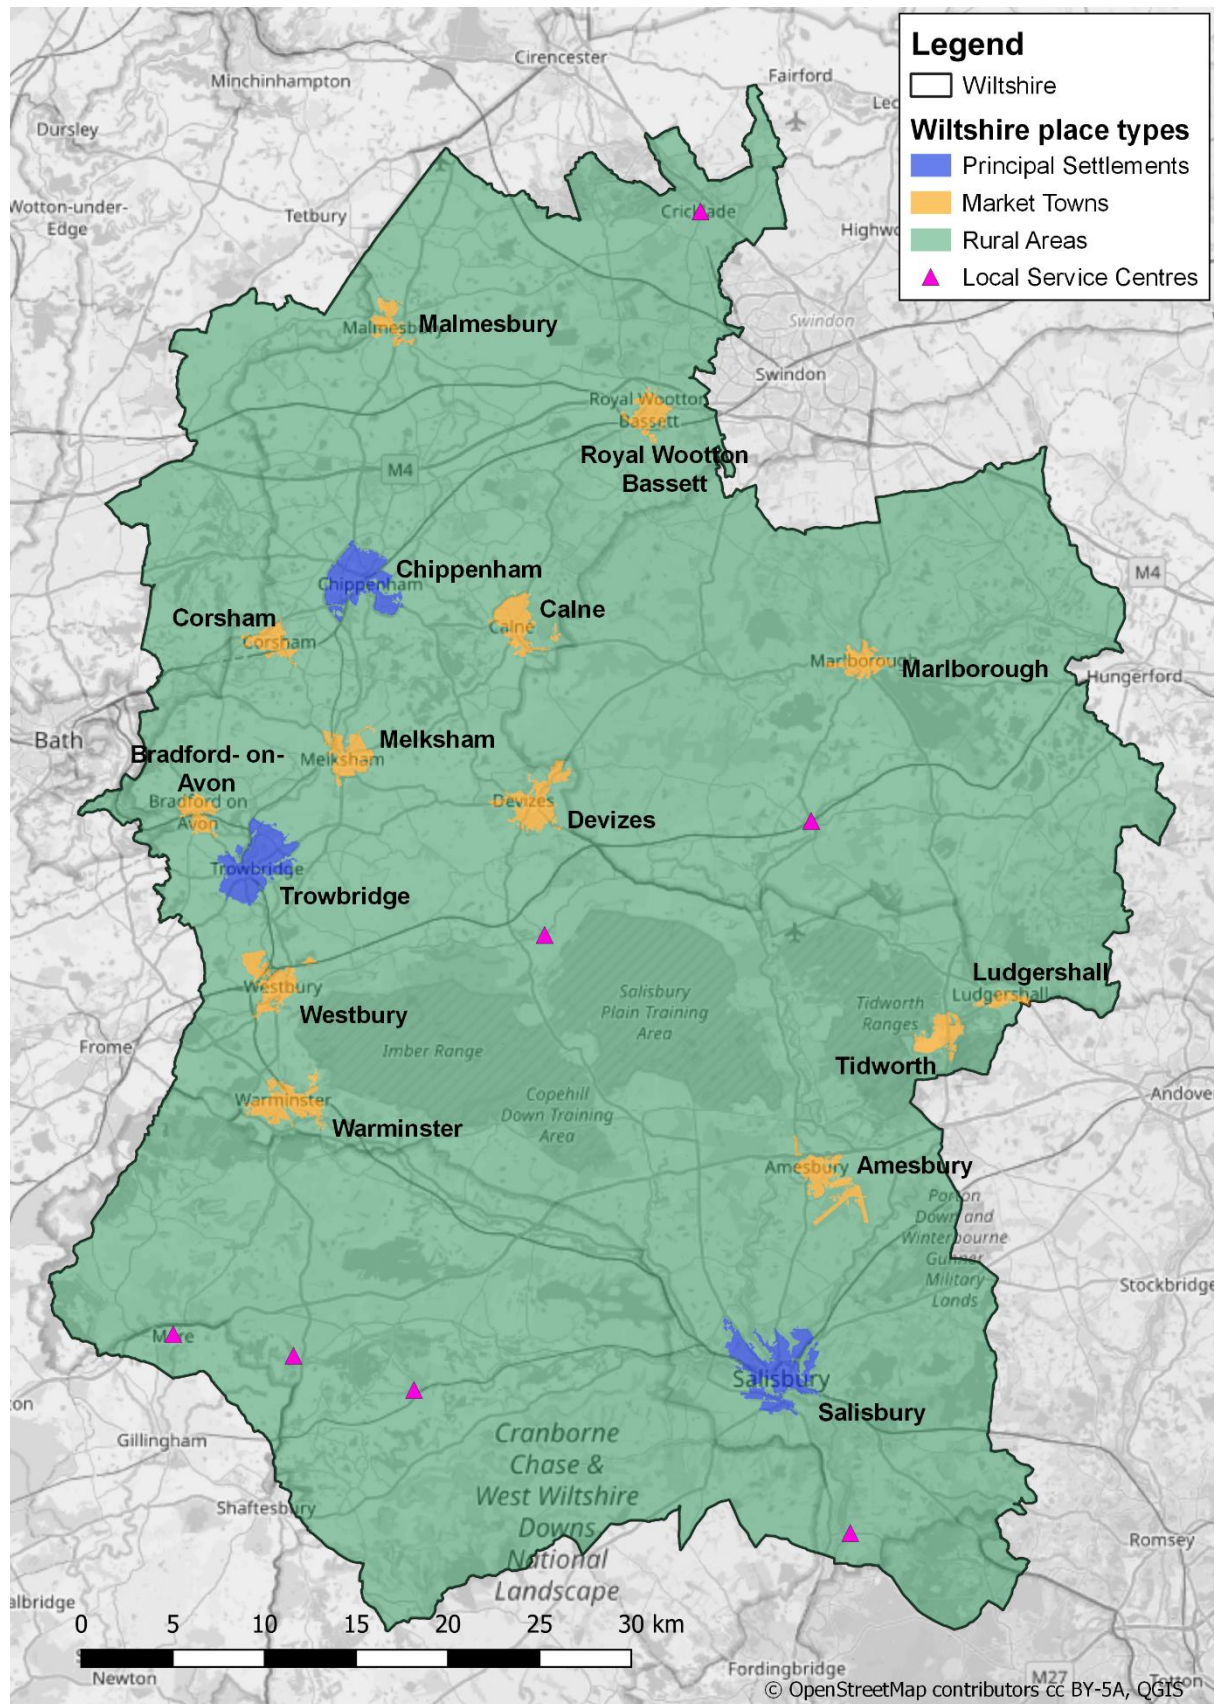 Legend
Wiltshire
Wiltshire place types
Principal Settlements
Market Towns
Rural Areas
Local Service Centres
Cirencester
Minchinhampton
Fairford
Dursley
Wotton-under-
Edge
Tetbury
Cricklade
Malmesbury
Swindon
Swindon
Royal Wootton
Bassett
Royal Wootton
Bassett
M4
Chippenham
Chippenham
M4
Corsham
Corsham
Calne
Calne
Marlborough
Marlborough
Hungerford
Bath
Melksham
Melksham
Bradford- on-
Avon
Bradford on
Avon
Devizes
Devizes
Trowbridge
Trowbridge
Westbury
Westbury
Ludgershall
Ludgershall
Salisbury
Plain Training
Area
Tidworth
Ranges
Frome
Imber Range
Tidworth
Copehill
Down Training
Area
Warminster
Warminster
Andove
Amesbury
Amesbury
Porton
Down and
Winterbourne
Gunner
Military
Lands
Stockbridge
Mere
Salisbury
Salisbury
Gillingham
Shaftesbury
Cranborne
Chase &
West Wiltshire
Downs
National
Landscape
Romsey
albridge
0 5 10 15 20 25 30 km
Newton
Fordingbridge
M27
Totton
© OpenStreetMap contributors cc BY-5A, QGIS